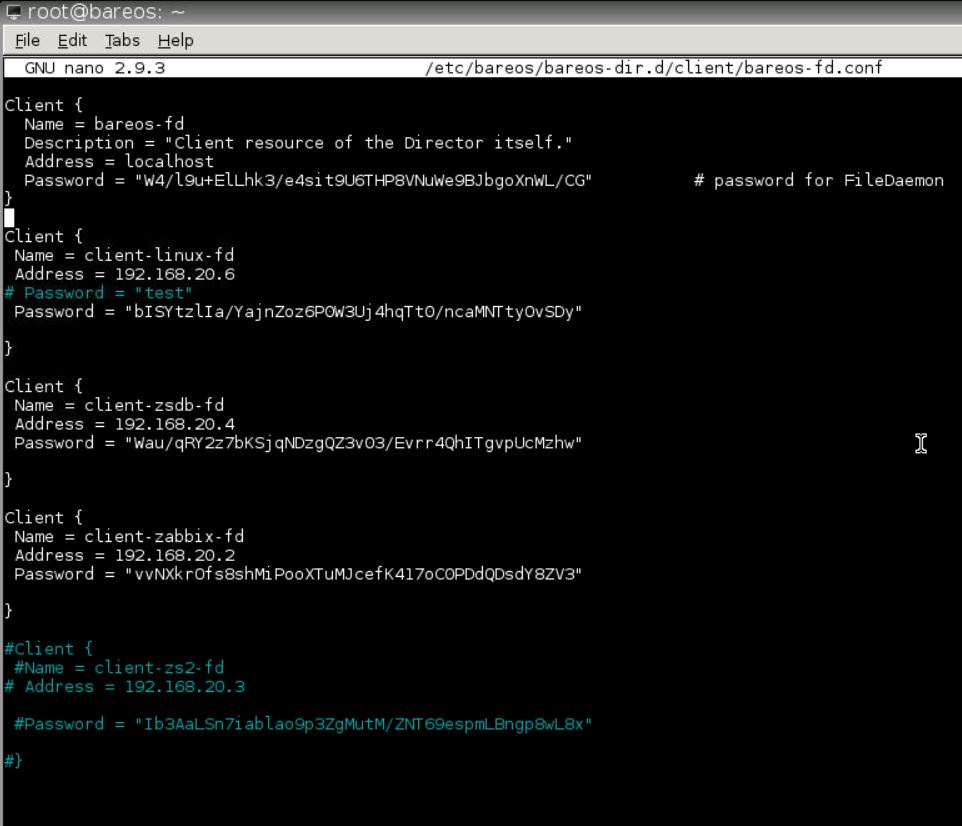 root@bareos: ~
File Edit Tabs Help
GNU nano 2.9.3 /etc/bareos/bareos-dir.d/client/bareos-fd.conf
Client {
Name = bareos-fd
Description = "Client resource of the Director itself."
Address = localhost
Password = "W4/l9u+ElLhk3/e4sit9U6THP8VNuWe9BJbgoXnWL/CG" # password for FileDaemon
}
Client {
Name = client-linux-fd
Address = 192.168.20.6
# Password = "test"
Password = "bISYtzlIa/YajnZoz6P0W3Uj4hqTt0/ncaMNTtyOvSDy"
}
Client {
Name = client-zsdb-fd
Address = 192.168.20.4
Password = "Wau/qRY2z7bKSjqNDzgQZ3v03/Evrr4QhITgvpUcMzhw"
}
Client {
Name = client-zabbix-fd
Address = 192.168.20.2
Password = "vvNXkrOfs8shMiPooXTuMJcefK4l7oC0PDdQDsdY8ZV3"
}
#Client {
#Name = client-zs2-fd
# Address = 192.168.20.3
#Password = "Ib3AaLSn7iablao9p3ZgMutM/ZNT69espmLBngp8wL8x"
#}